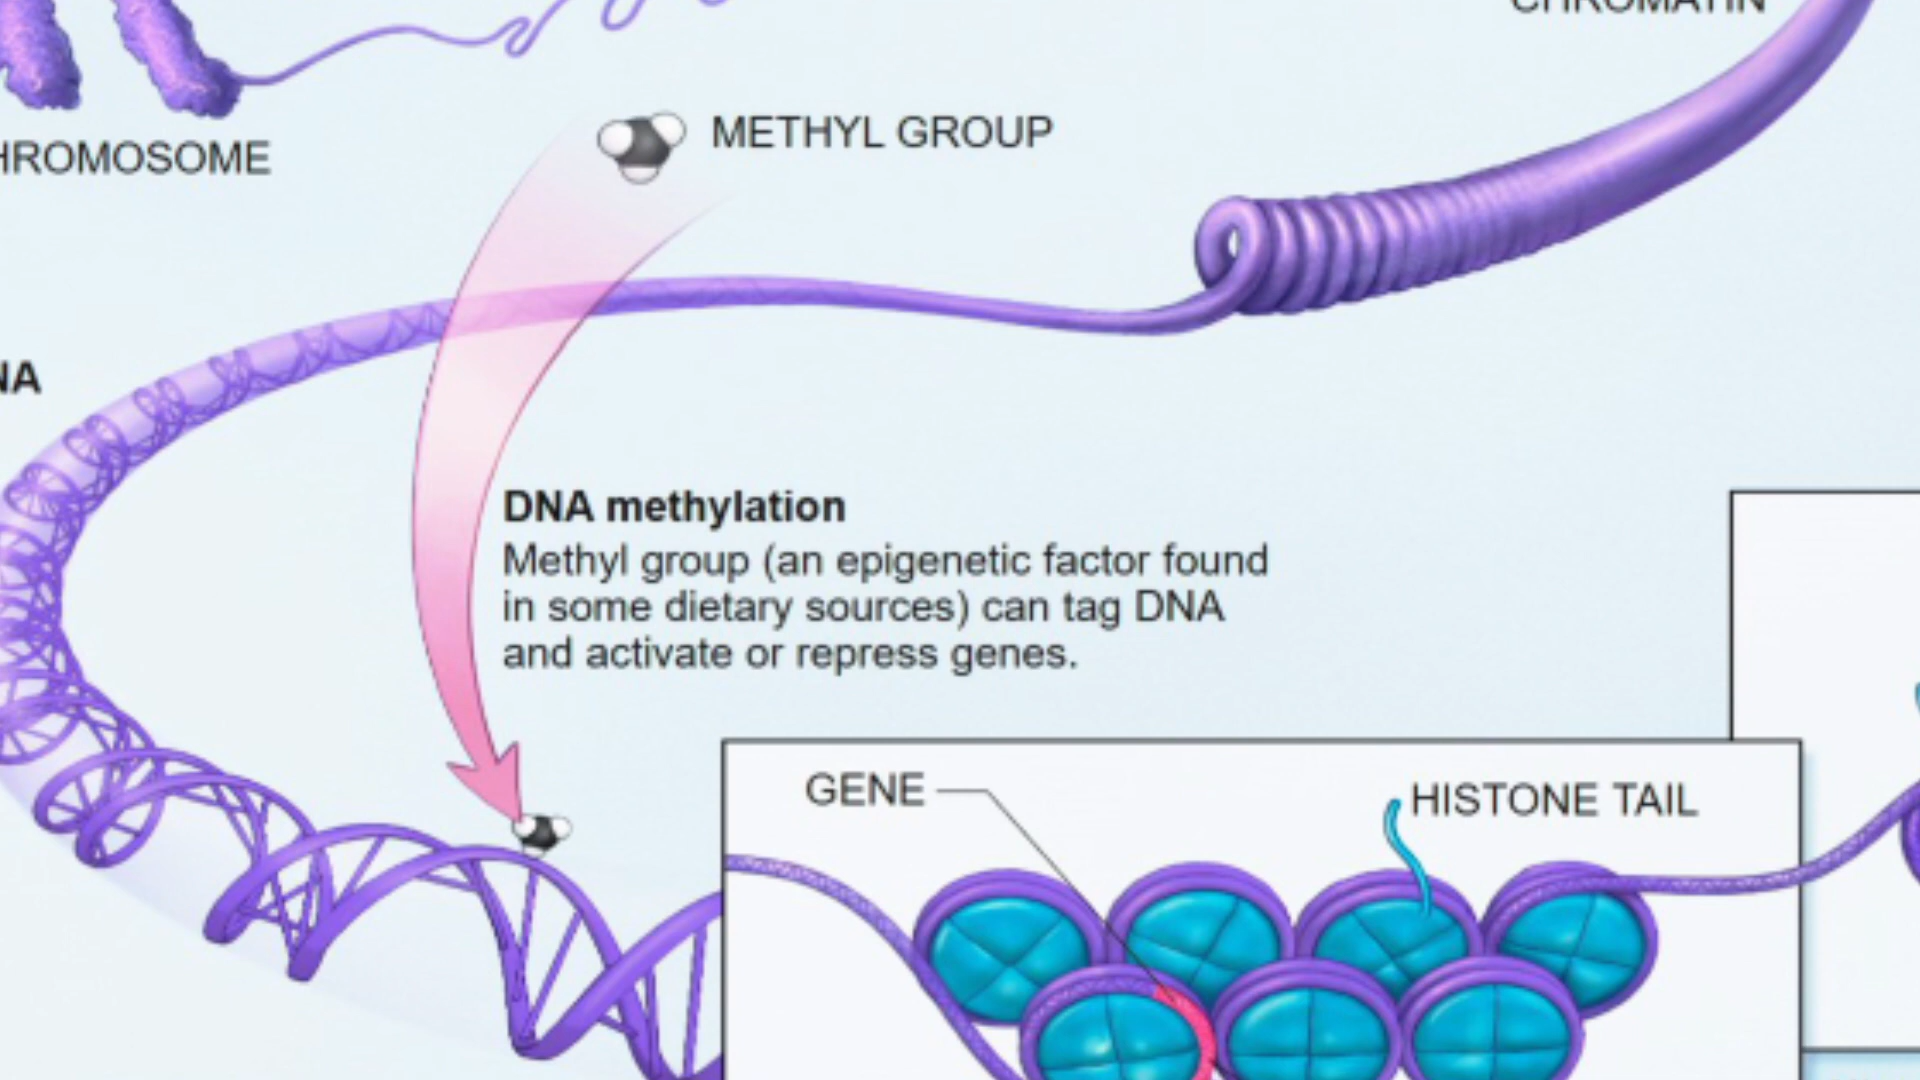 CHROMATIN
METHYL GROUP
HROMOSOME
NA
DNA methylation
Methyl group (an epigenetic factor found
in some dietary sources) can tag DNA
and activate or repress genes.
GENE
HISTONE TAIL